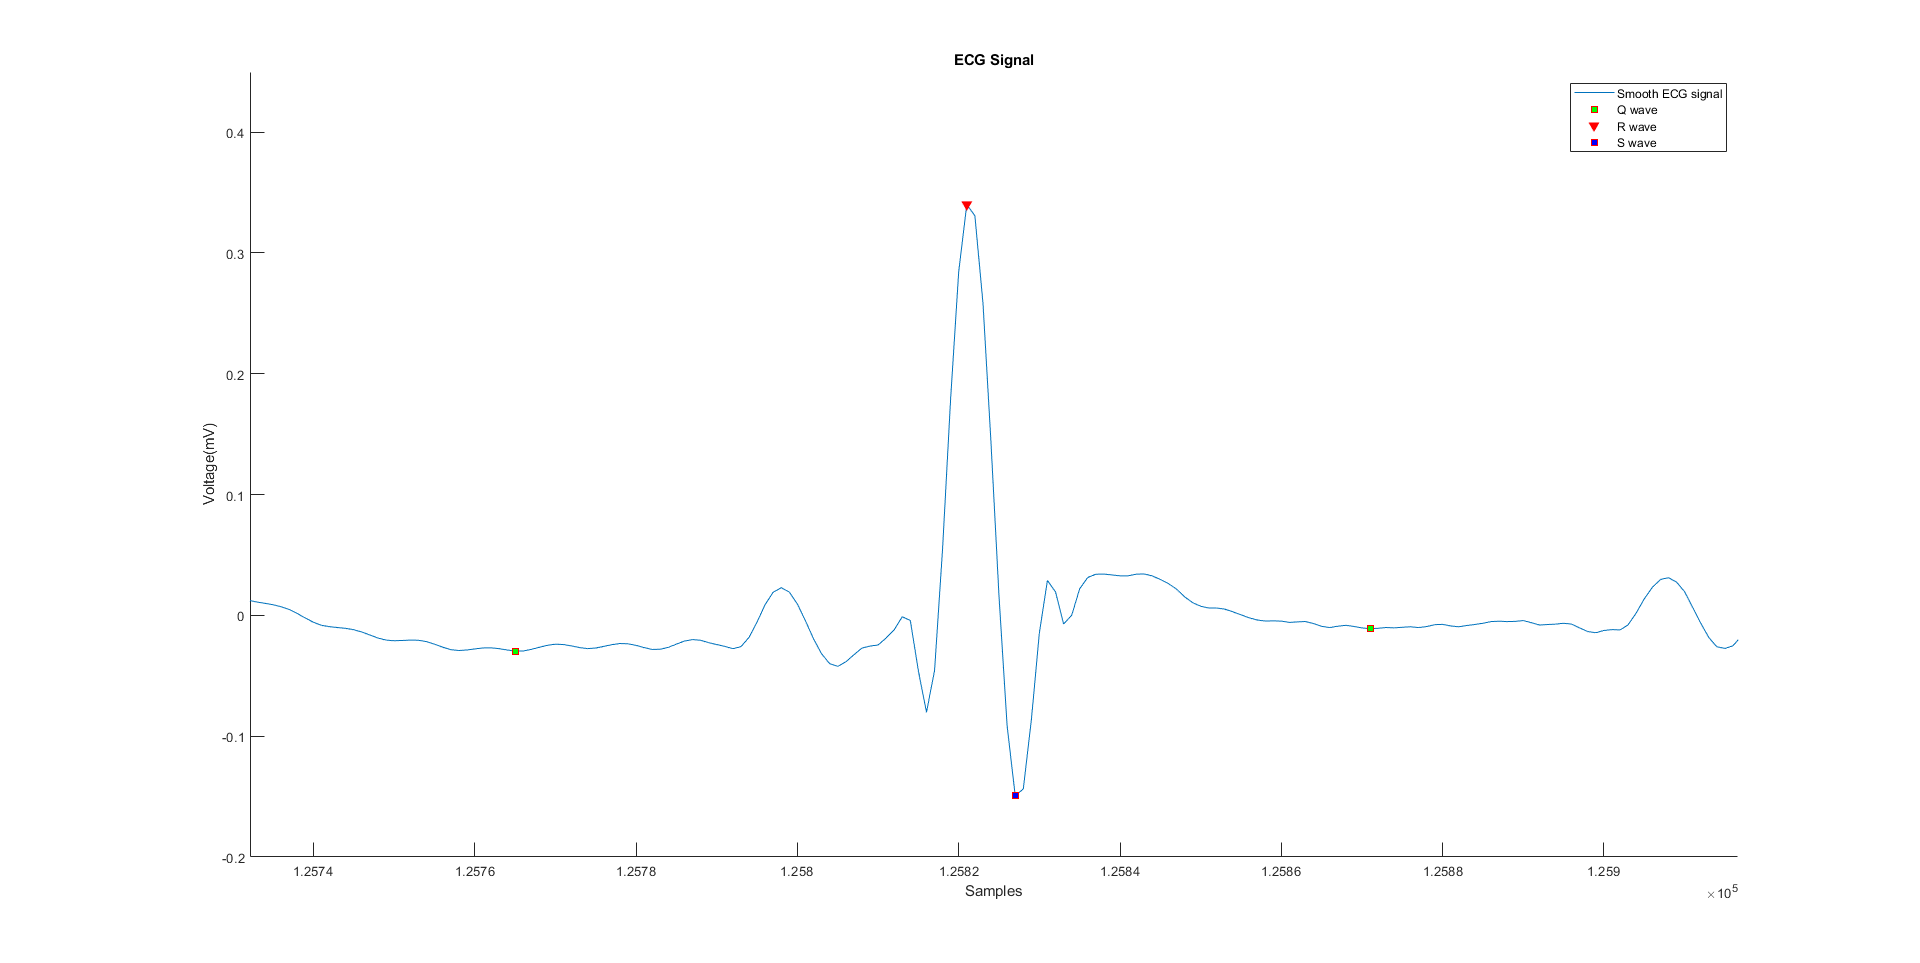 ECG Signal
Smooth ECG signal
Q wave
R wave
S wave
0.4
0.3
0.2
0.1
0
-0.1
-0.2
Voltage(mV)
1.2574 1.2576 1.2578 1.258 1.2582 1.2584 1.2586 1.2588 1.259
Samples
×10^5